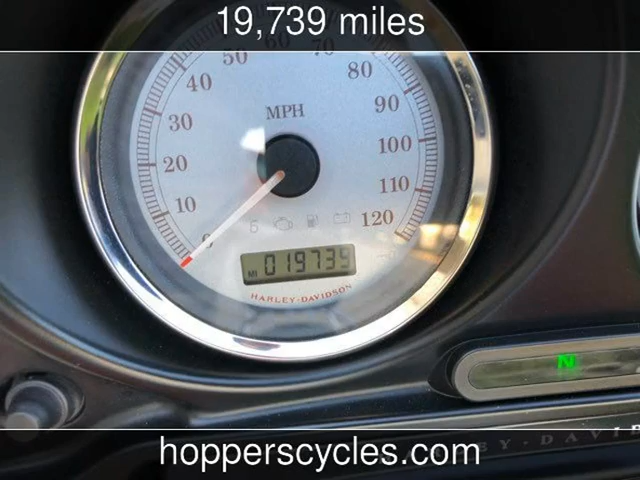 19,739 miles
50 60 70
40 80
30 MPH 90
20 100
10 110
0 6 120
MI 019739
HARLEY-DAVIDSON
N
hopperscycles.com